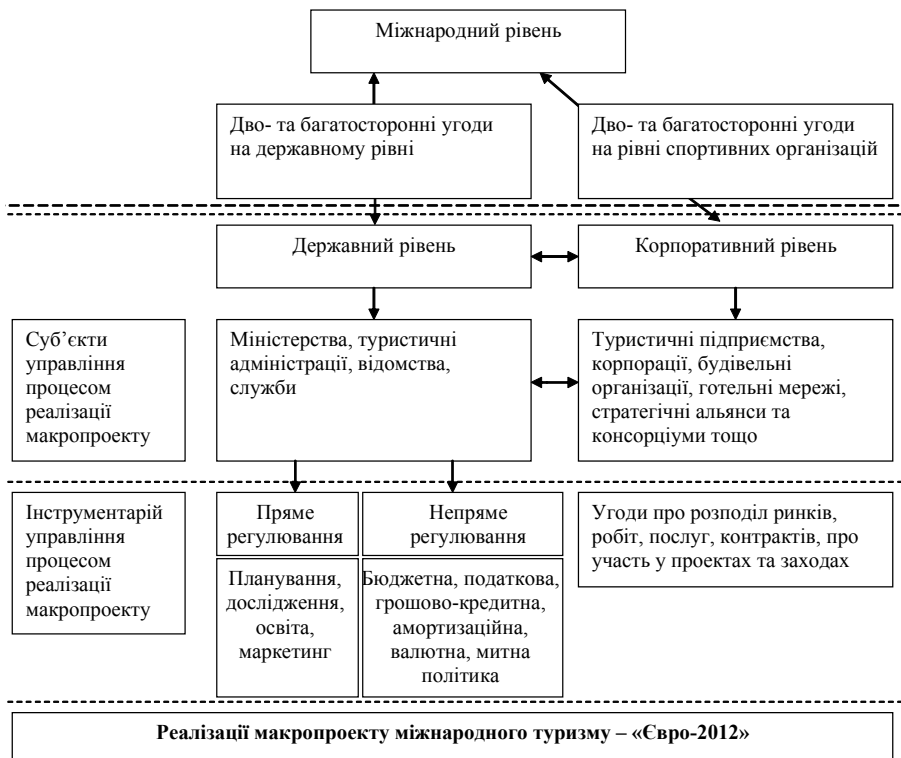 Міжнародний рівень
Дво- та багатосторонні угоди
на державному рівні
Дво- та багатосторонні угоди
на рівні спортивних організацій
Державний рівень
Корпоративний рівень
Суб’єкти
управління
процесом
реалізації
макропроекту
Міністерства, туристичні
адміністрації, відомства,
служби
Туристичні підприємства,
корпорації, будівельні
організації, готельні мережі,
стратегічні альянси та
консорціуми тощо
Інструментарій
управління
процесом
реалізації
макропроекту
Пряме
регулювання
Непряме
регулювання
Угоди про розподіл ринків,
робіт, послуг, контрактів, про
участь у проектах та заходах
Планування,
дослідження,
освіта,
маркетинг
Бюджетна, податкова,
грошово-кредитна,
амортизаційна,
валютна, митна
політика
Реалізації макропроекту міжнародного туризму – «Євро-2012»